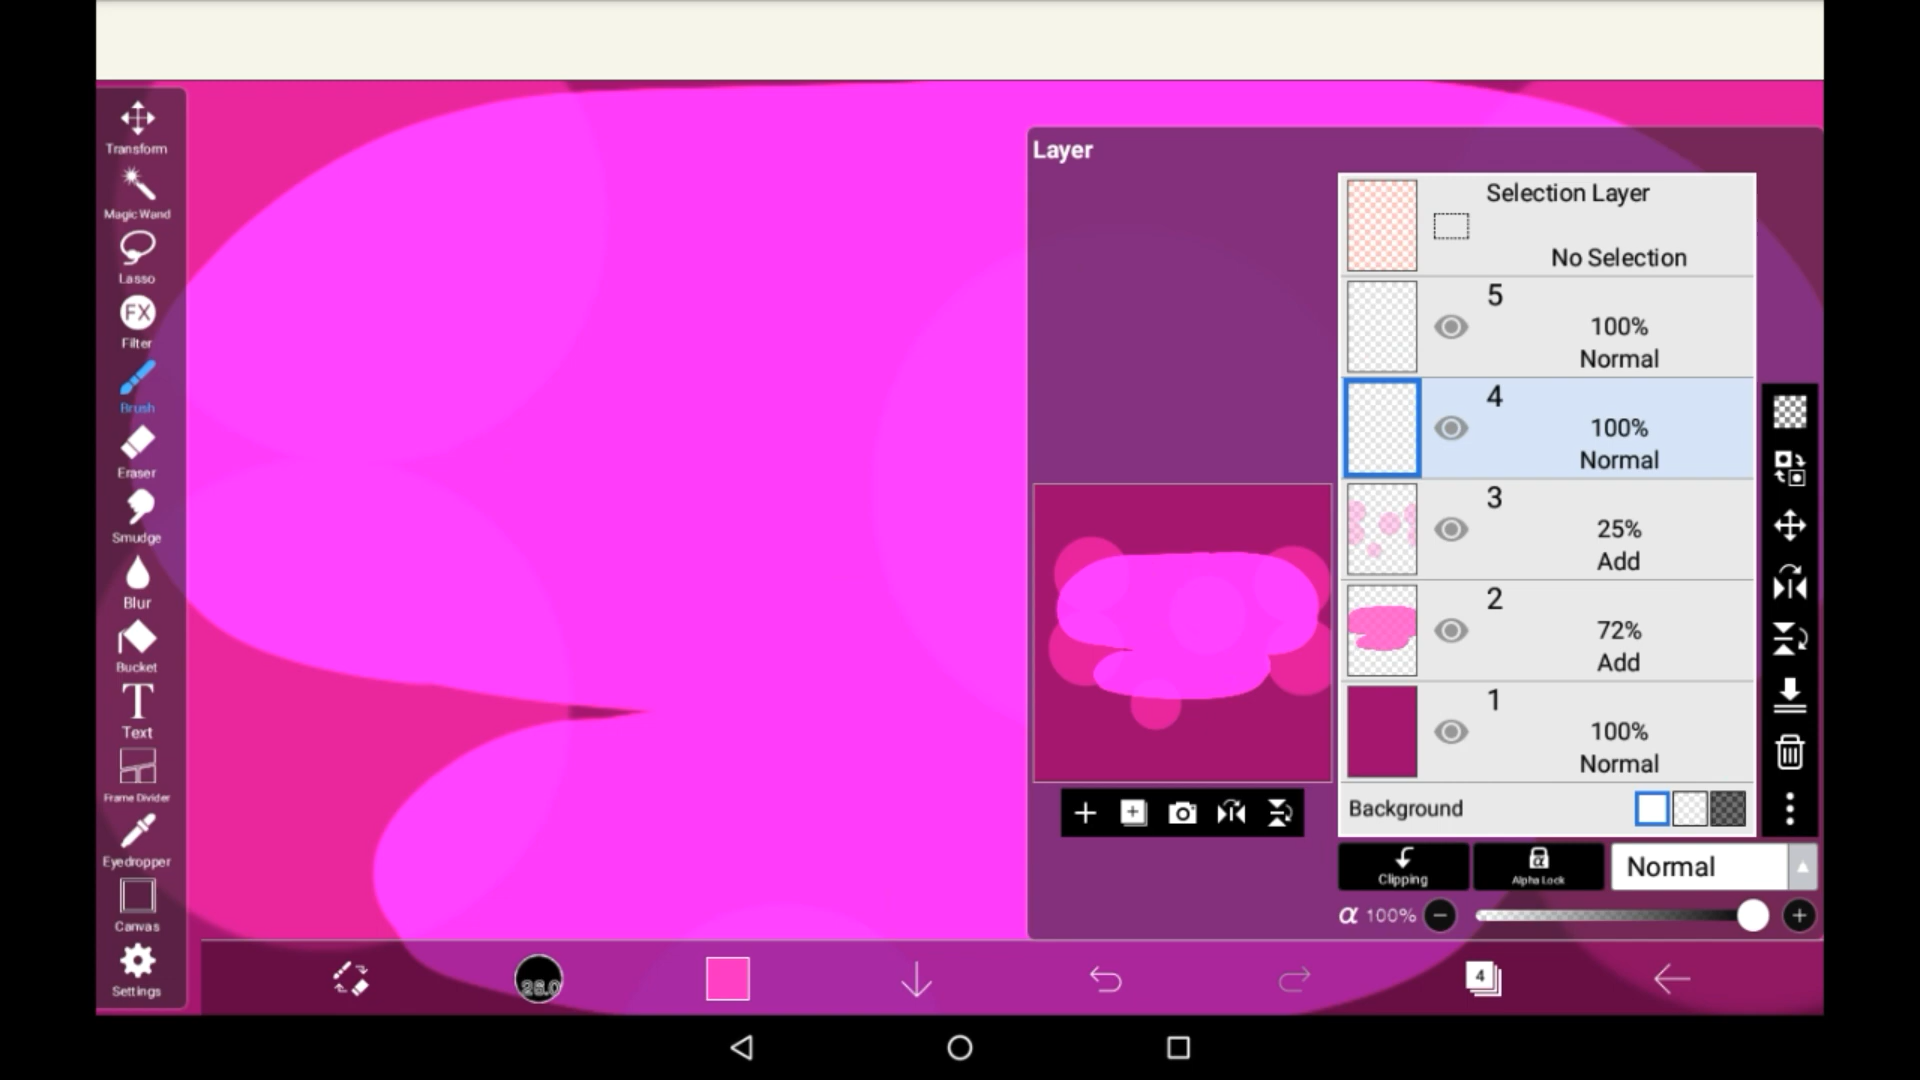 Transform
Magic Wand
Lasso
FX
Filter
Brush
Eraser
Smudge
Blur
Bucket
T
Text
Frame Divider
Eyedropper
Canvas
Settings
Layer
Selection Layer
No Selection
5
100%
Normal
4
100%
Normal
3
25%
Add
2
72%
Add
1
100%
Normal
Background
Clipping
α
Alpha Lock
Normal
α 100%
26.0
4